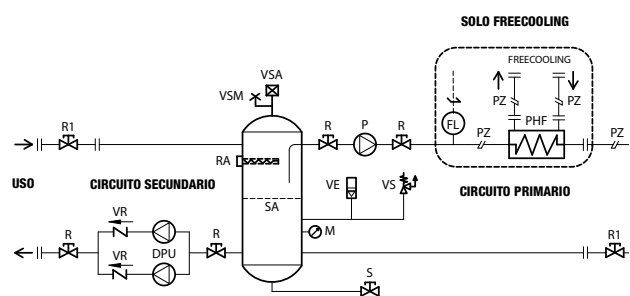 SOLO FREECOOLING
FREECOOLING
VSA
VSM
PZ
PZ
R1
R
P
R
FL
PZ
PHF
PZ
RA
USO
CIRCUITO SECUNDARIO
VE
VS
CIRCUITO PRIMARIO
SA
VR
R
R
M
R1
VR
DPU
S